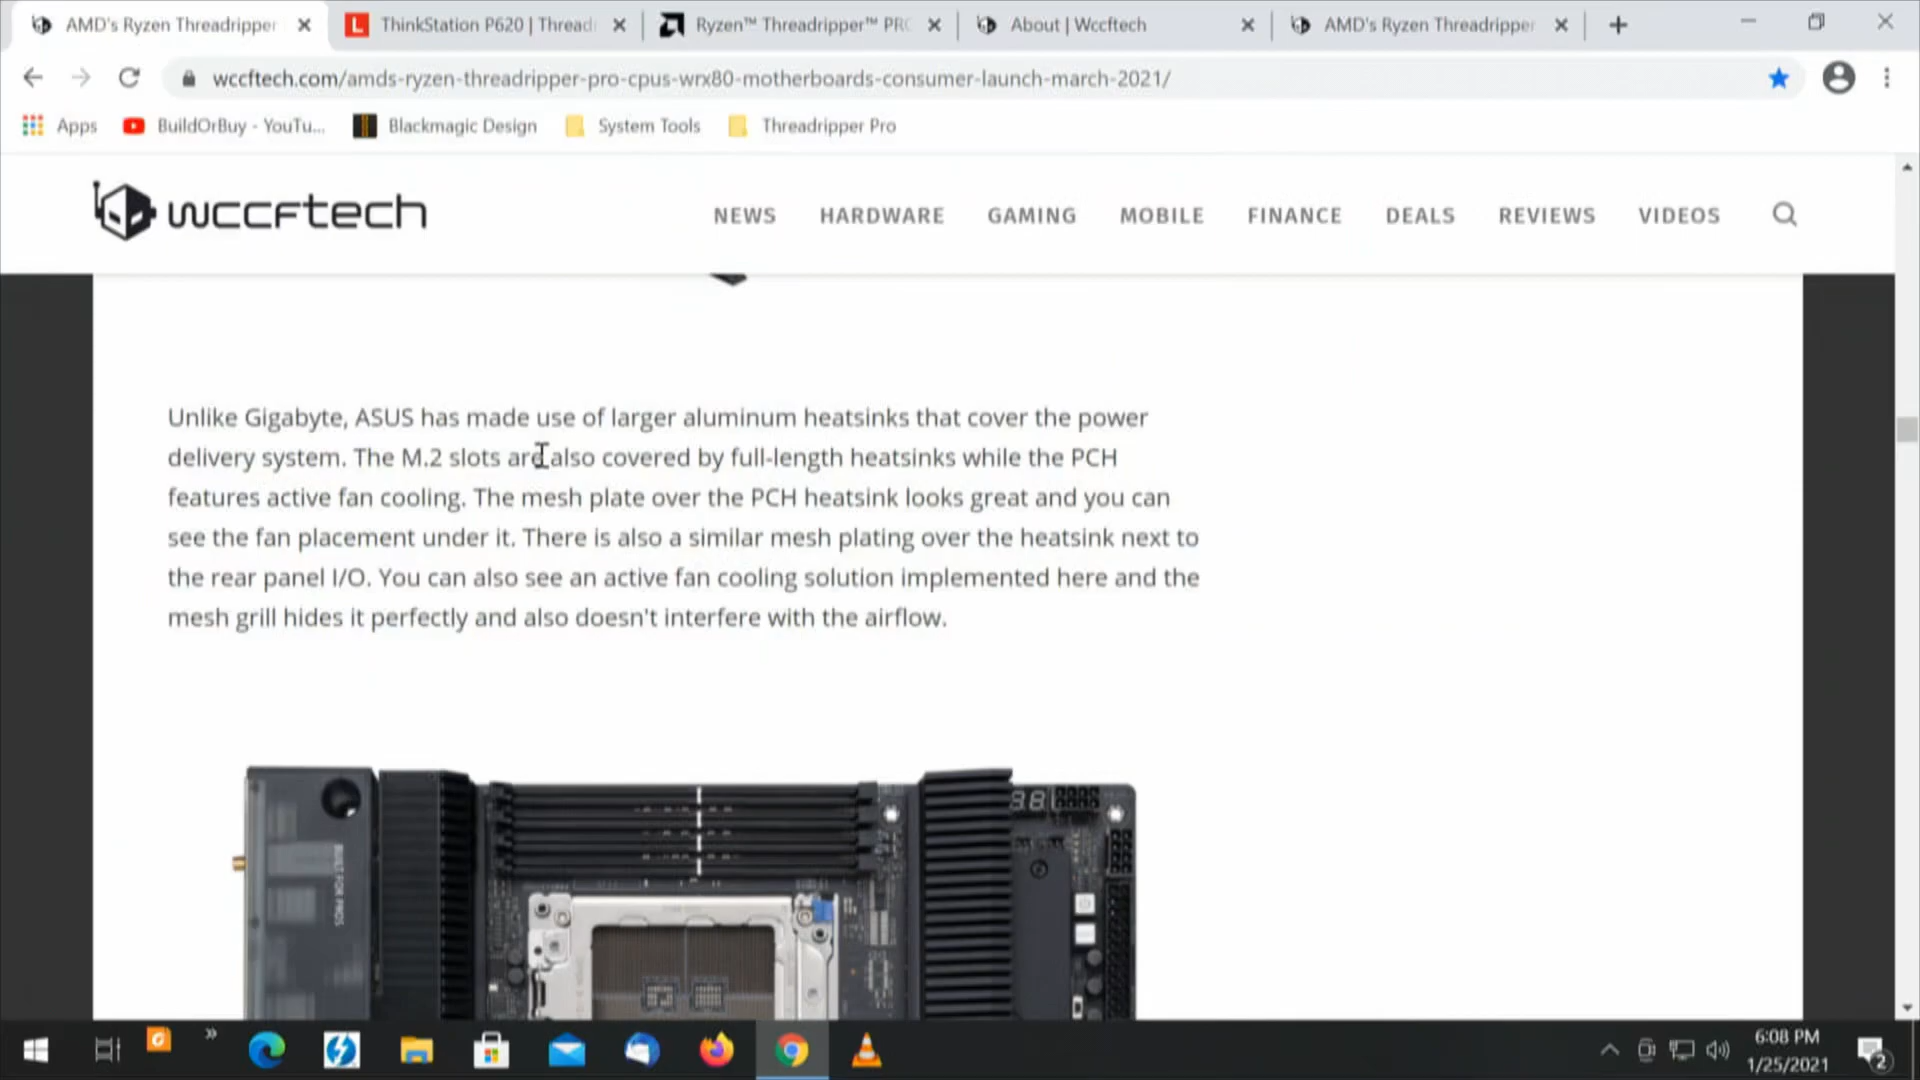 AMD's Ryzen Threadripper
ThinkStation P620 | Thread
Ryzen™ Threadripper™ PRO
About | Wccftech
AMD's Ryzen Threadripper
wccftech.com/amds-ryzen-threadripper-pro-cpus-wrx80-motherboards-consumer-launch-march-2021/
Apps
BuildOrBuy - YouTu...
Blackmagic Design
System Tools
Threadripper Pro
wccftech
NEWS
HARDWARE
GAMING
MOBILE
FINANCE
DEALS
REVIEWS
VIDEOS
Unlike Gigabyte, ASUS has made use of larger aluminum heatsinks that cover the power
delivery system. The M.2 slots are also covered by full-length heatsinks while the PCH
features active fan cooling. The mesh plate over the PCH heatsink looks great and you can
see the fan placement under it. There is also a similar mesh plating over the heatsink next to
the rear panel I/O. You can also see an active fan cooling solution implemented here and the
mesh grill hides it perfectly and also doesn't interfere with the airflow.
88
BUILT FOR PROS
6:08 PM
1/25/2021
2